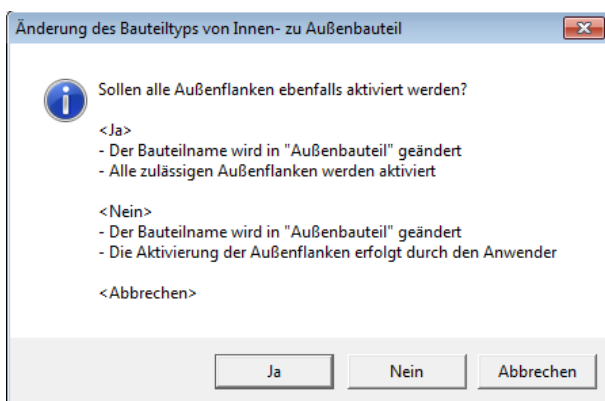 Änderung des Bauteiltyps von Innen- zu Außenbauteil
Sollen alle Außenflanken ebenfalls aktiviert werden?
<Ja>
- Der Bauteilname wird in "Außenbauteil" geändert
- Alle zulässigen Außenflanken werden aktiviert
<Nein>
- Der Bauteilname wird in "Außenbauteil" geändert
- Die Aktivierung der Außenflanken erfolgt durch den Anwender
<Abbrechen>
Ja Nein Abbrechen